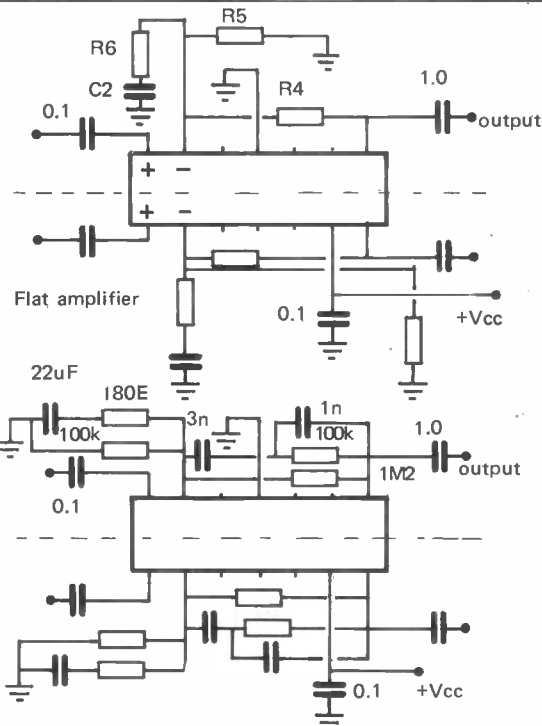 R5
R6
R4
1.0
C2
0.1
output
+ −
+ −
Flat amplifier
0.1
+Vcc
22uF
I80E
3n
1n
100k
100k
1.0
1M2
output
0.1
0.1
+Vcc